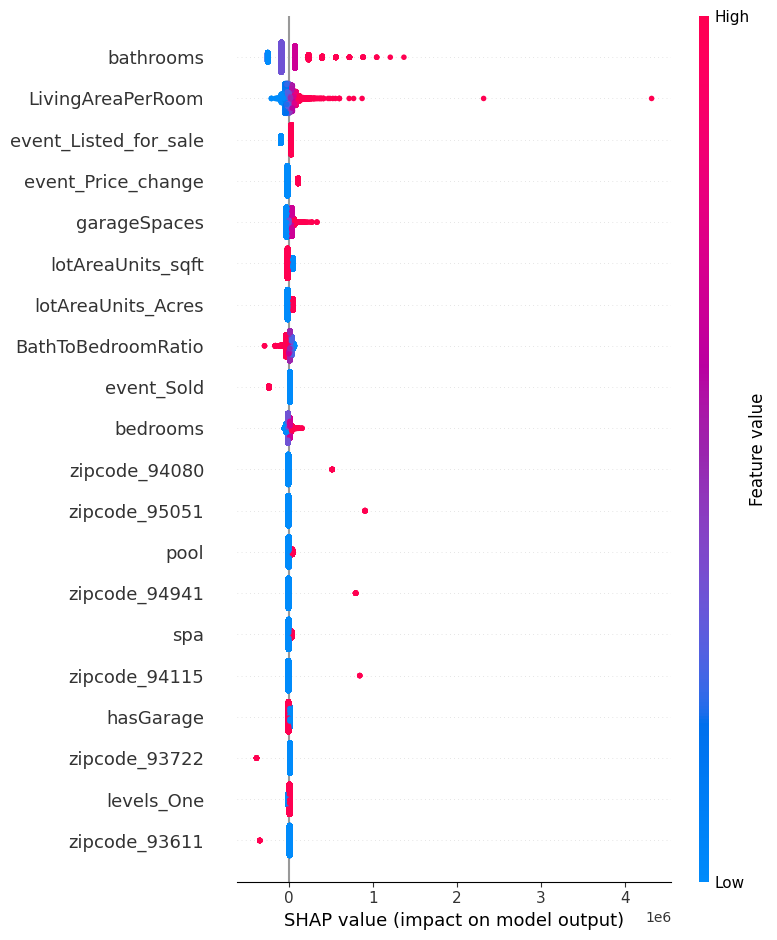 High
bathrooms
LivingAreaPerRoom
event_Listed_for_sale
event_Price_change
garageSpaces
lotAreaUnits_sqft
lotAreaUnits_Acres
BathToBedroomRatio
event_Sold
bedrooms
zipcode_94080
zipcode_95051
pool
zipcode_94941
spa
zipcode_94115
hasGarage
zipcode_93722
levels_One
zipcode_93611
Feature value
Low
0 1 2 3 4
1e6
SHAP value (impact on model output)